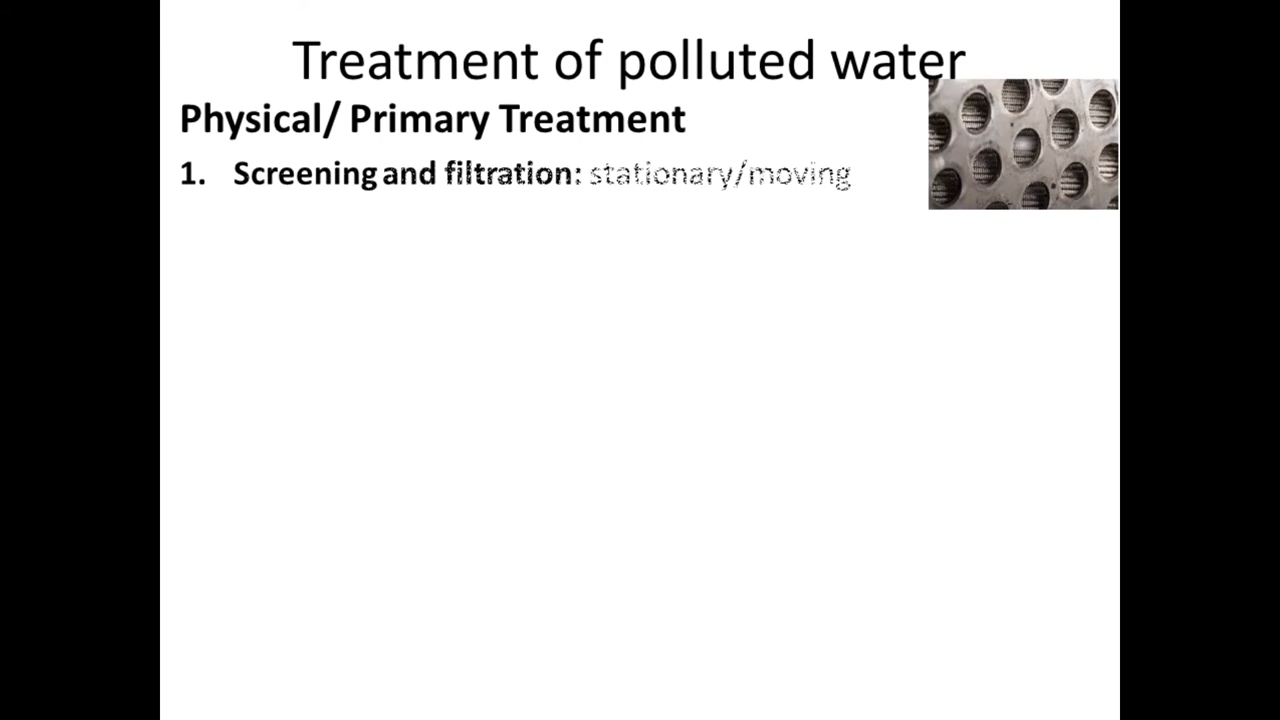 Treatment of polluted water
Physical/ Primary Treatment
1. Screening and filtration: stationary/moving